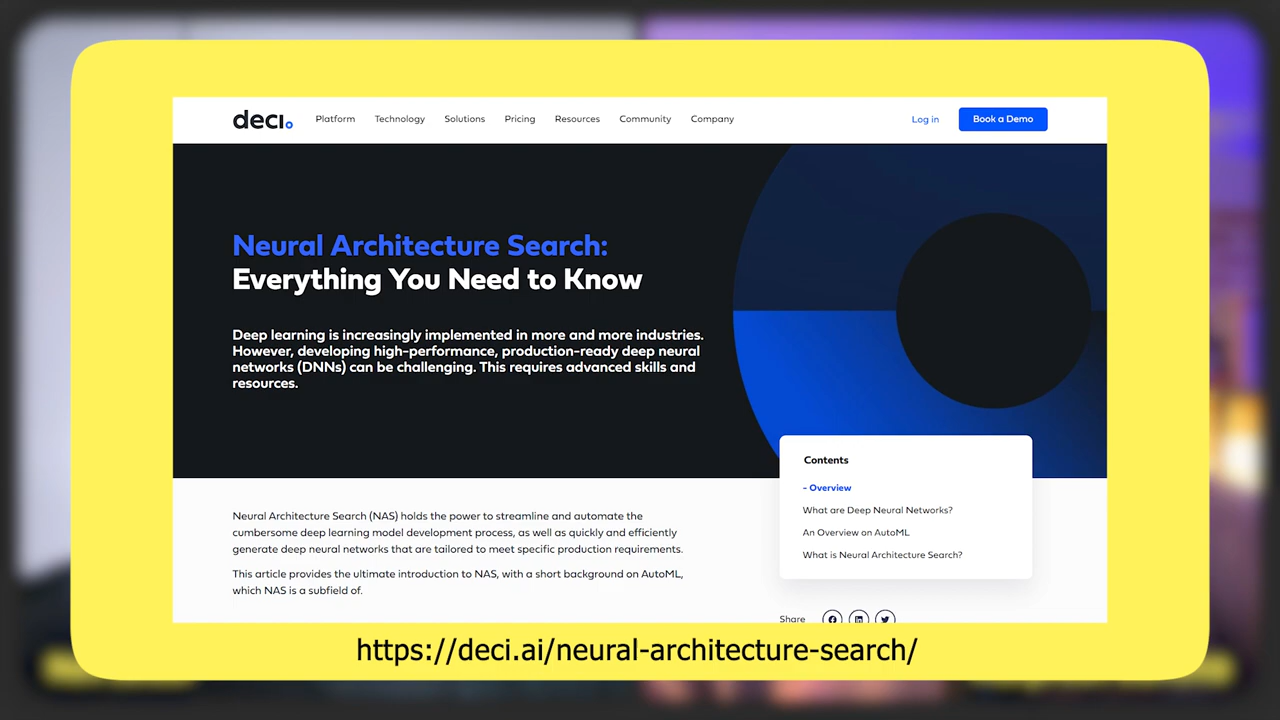 deci.
Platform Technology Solutions Pricing Resources Community Company Log in Book a Demo
Neural Architecture Search:
Everything You Need to Know
Deep learning is increasingly implemented in more and more industries.
However, developing high-performance, production-ready deep neural
networks (DNNs) can be challenging. This requires advanced skills and
resources.
Contents
- Overview
What are Deep Neural Networks?
An Overview on AutoML
What is Neural Architecture Search?
Neural Architecture Search (NAS) holds the power to streamline and automate the
cumbersome deep learning model development process, as well as quickly and efficiently
generate deep neural networks that are tailored to meet specific production requirements.
This article provides the ultimate introduction to NAS, with a short background on AutoML,
which NAS is a subfield of.
Share
https://deci.ai/neural-architecture-search/